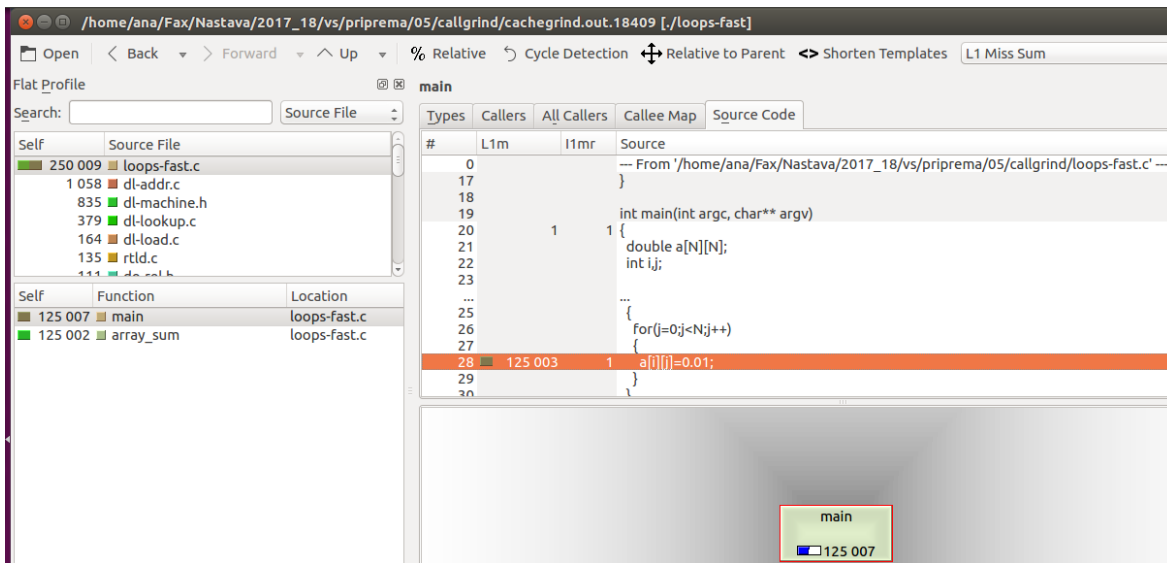 /home/ana/Fax/Nastava/2017_18/vs/priprema/05/callgrind/cachegrind.out.18409 [./loops-fast]
Open Back Forward Up % Relative Cycle Detection Relative to Parent <> Shorten Templates L1 Miss Sum
Flat Profile
Search: Source File
Self Source File
250 009 loops-fast.c
1 058 dl-addr.c
835 dl-machine.h
379 dl-lookup.c
164 dl-load.c
135 rtld.c
Self Function Location
125 007 main loops-fast.c
125 002 array_sum loops-fast.c
main
Types Callers All Callers Callee Map Source Code
# L1m I1mr Source
0 --- From '/home/ana/Fax/Nastava/2017_18/vs/priprema/05/callgrind/loops-fast.c' ---
17 }
18
19 int main(int argc, char** argv)
20 1 1 {
21 double a[N][N];
22 int i,j;
23
... ...
25 {
26 for(j=0;j<N;j++)
27 {
28 125 003 1 a[i][j]=0.01;
29 }
30 }
main
125 007